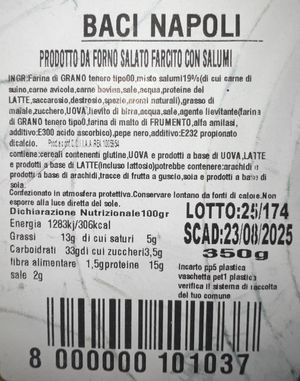 BACI NAPOLI
PRODOTTO DA FORNO SALATO FARCITO CON SALUMI
INGR:Farina di GRANO tenero tipo00,misto salumi19%(di cui carne di
suino,carne avicola,carne bovina,sale,acqua,proteine del
LATTE,saccarosio,destrosio,spezie,aromi naturali),grasso di
maiale,zucchero,UOVA,lievito di birra,acqua,sale,agente lievitante(farina
di GRANO tenero tipo0,farina di malto di FRUMENTO,alfa amilasi,
additivo:E300 acido ascorbico),pepe nero,additivo:E232 propionato
dicalcio.
contiene:cereali contenenti glutine,UOVA e prodotti a base di UOVA,LATTE
e prodotti a base di LATTE(incluso lattosio)potrebbe contenere:arachidi e
prodotti a base di arachidi,tracce di frutta a guscio,soia e prodotti a base
di soia.
Confezionato in atmosfera protettiva.Conservare lontano da fonti di calore.Non
esporre alla luce diretta del sole.
Dichiarazione Nutrizionale100gr
Energia 1283kj/306kcal
Grassi 13g di cui saturi 5g
Carboidrati 33gdi cui zuccheri3,5g
fibra alimentare 1,5gproteine 15g
sale 2g
LOTTO:25/174
SCAD:23/08/2025
350g
Incarto pp5 plastica
vaschetta pet1 plastica
verifica il sistema di raccolta
del tuo comune
8 000000 101037